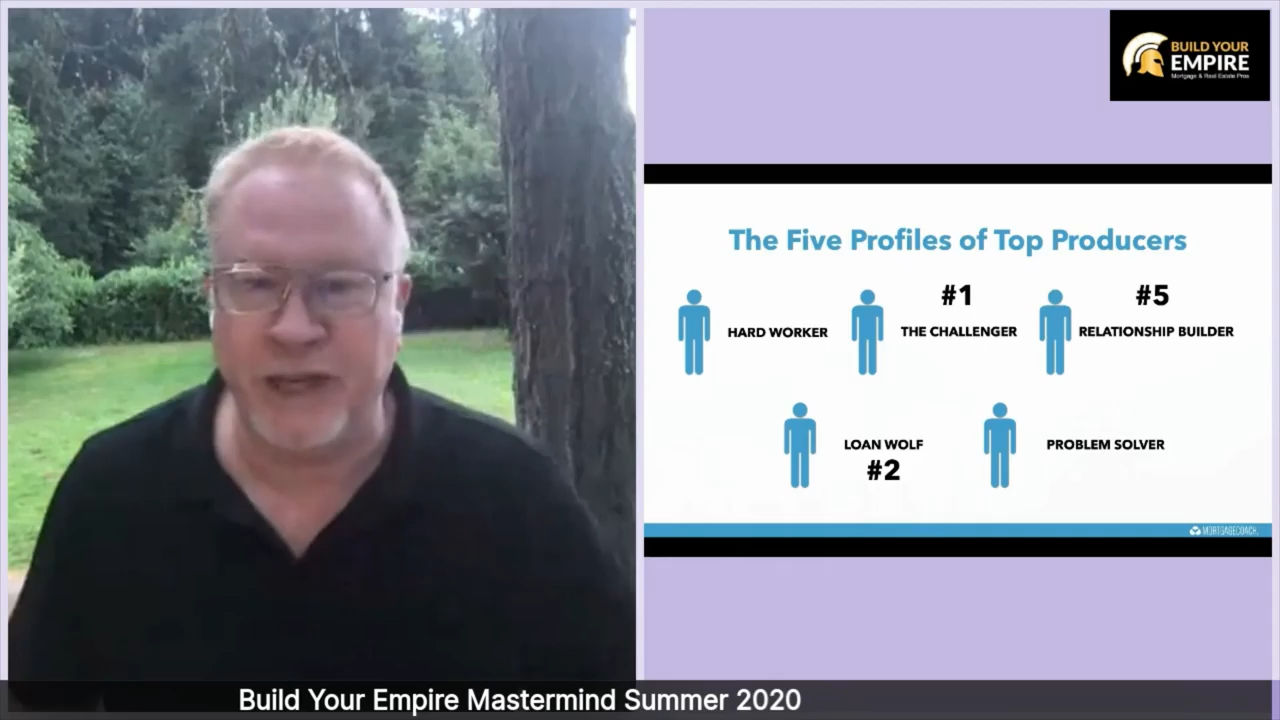 BUILD YOUR
EMPIRE
Mortgage & Real Estate Pros
The Five Profiles of Top Producers
#1
#5
HARD WORKER
THE CHALLENGER
RELATIONSHIP BUILDER
LOAN WOLF
#2
PROBLEM SOLVER
MORTGAGECOACH
Build Your Empire Mastermind Summer 2020